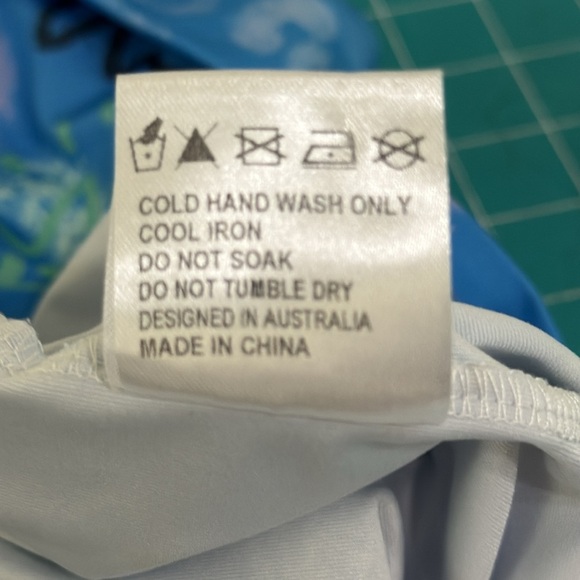 COLD HAND WASH ONLY
COOL IRON
DO NOT SOAK
DO NOT TUMBLE DRY
DESIGNED IN AUSTRALIA
MADE IN CHINA